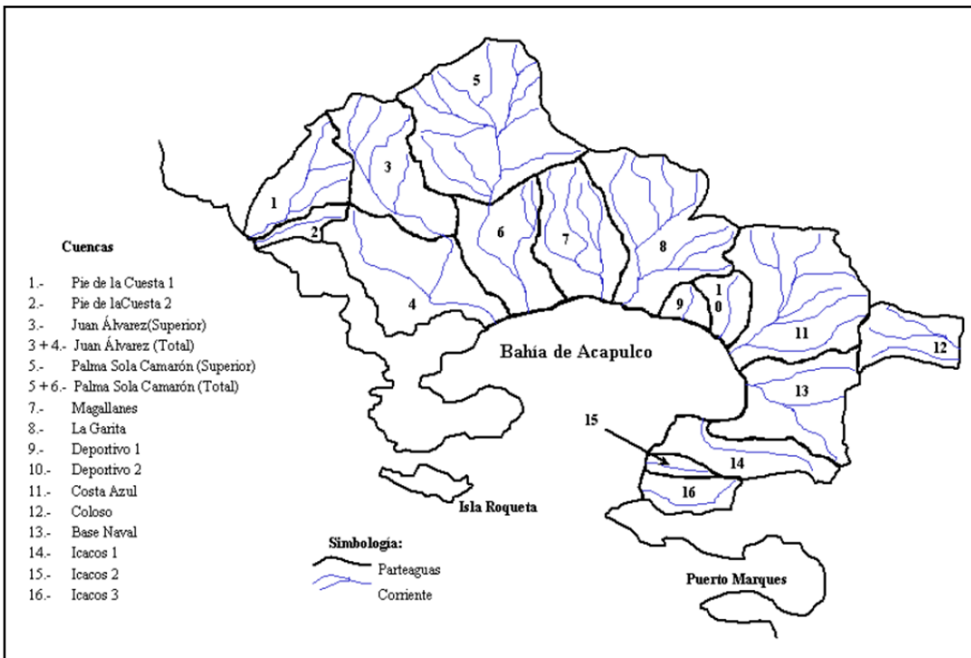 Cuencas
1.- Pie de la Cuesta 1
2.- Pie de laCuesta 2
3.- Juan Álvarez(Superior)
3 + 4.- Juan Álvarez (Total)
5.- Palma Sola Camarón (Superior)
5 + 6.- Palma Sola Camarón (Total)
7.- Magallanes
8.- La Garita
9.- Deportivo 1
10.- Deportivo 2
11.- Costa Azul
12.- Coloso
13.- Base Naval
14.- Icacos 1
15.- Icacos 2
16.- Icacos 3
5
3
1
2
6
7
8
4
9
1
0
11
12
13
Bahía de Acapulco
15
14
16
Isla Roqueta
Simbología:
Parteaguas
Corriente
Puerto Marques